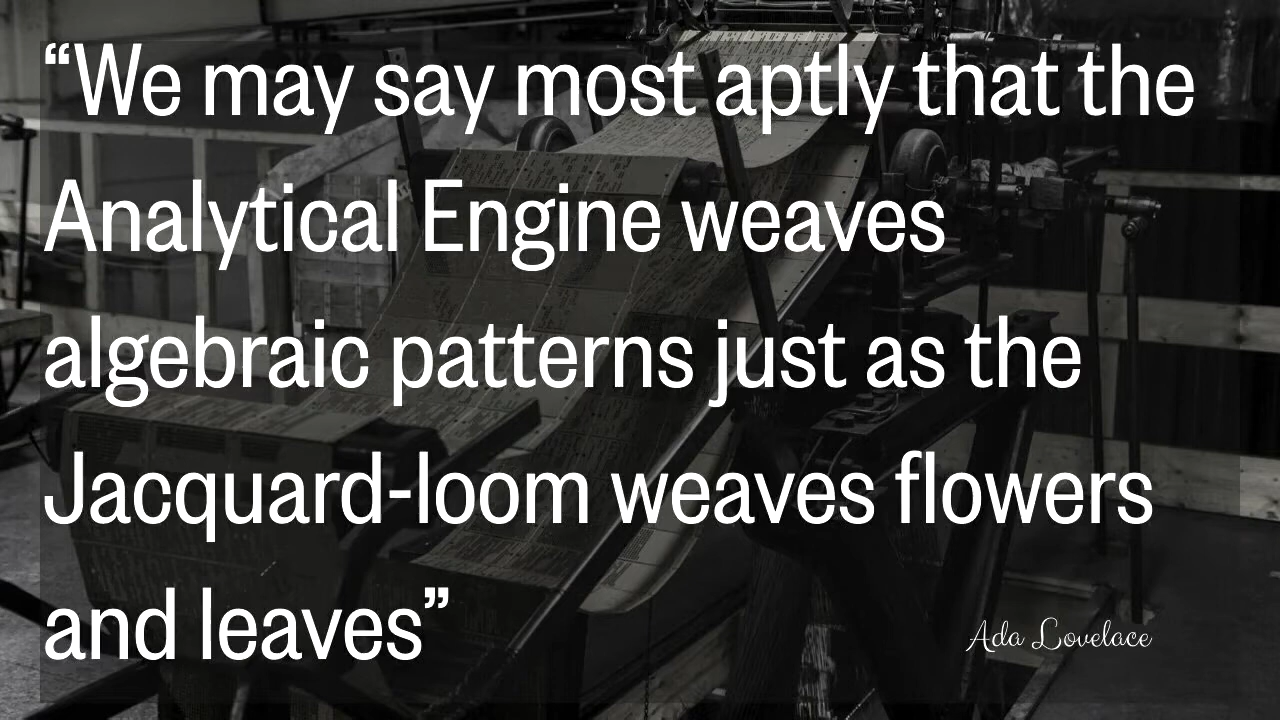 “We may say most aptly that the
Analytical Engine weaves
algebraic patterns just as the
Jacquard-loom weaves flowers
and leaves”
Ada Lovelace